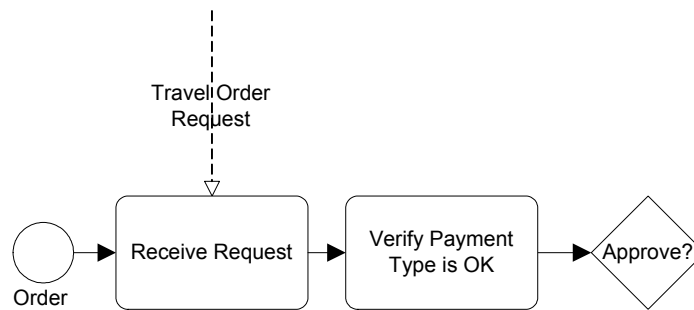 Travel Order
Request
Receive Request
Verify Payment
Type is OK
Approve?
Order